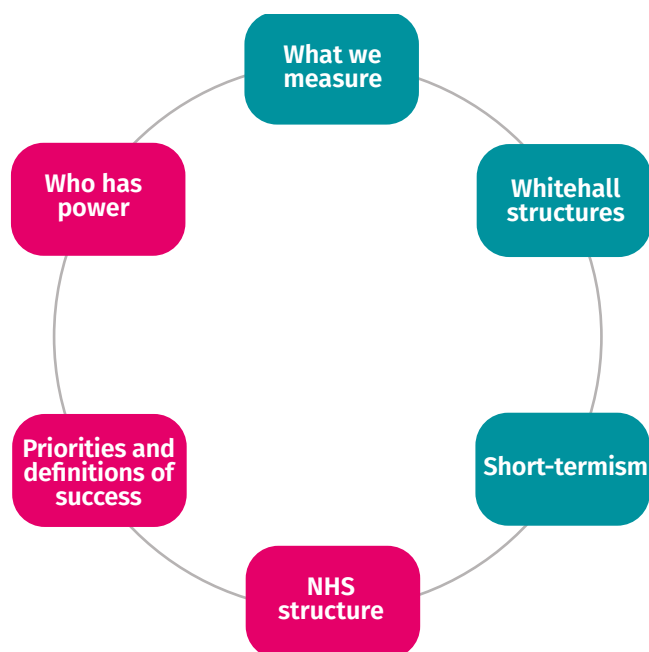 What we
measure
Whitehall
structures
Short-termism
NHS
structure
Priorities and
definitions of
success
Who has
power